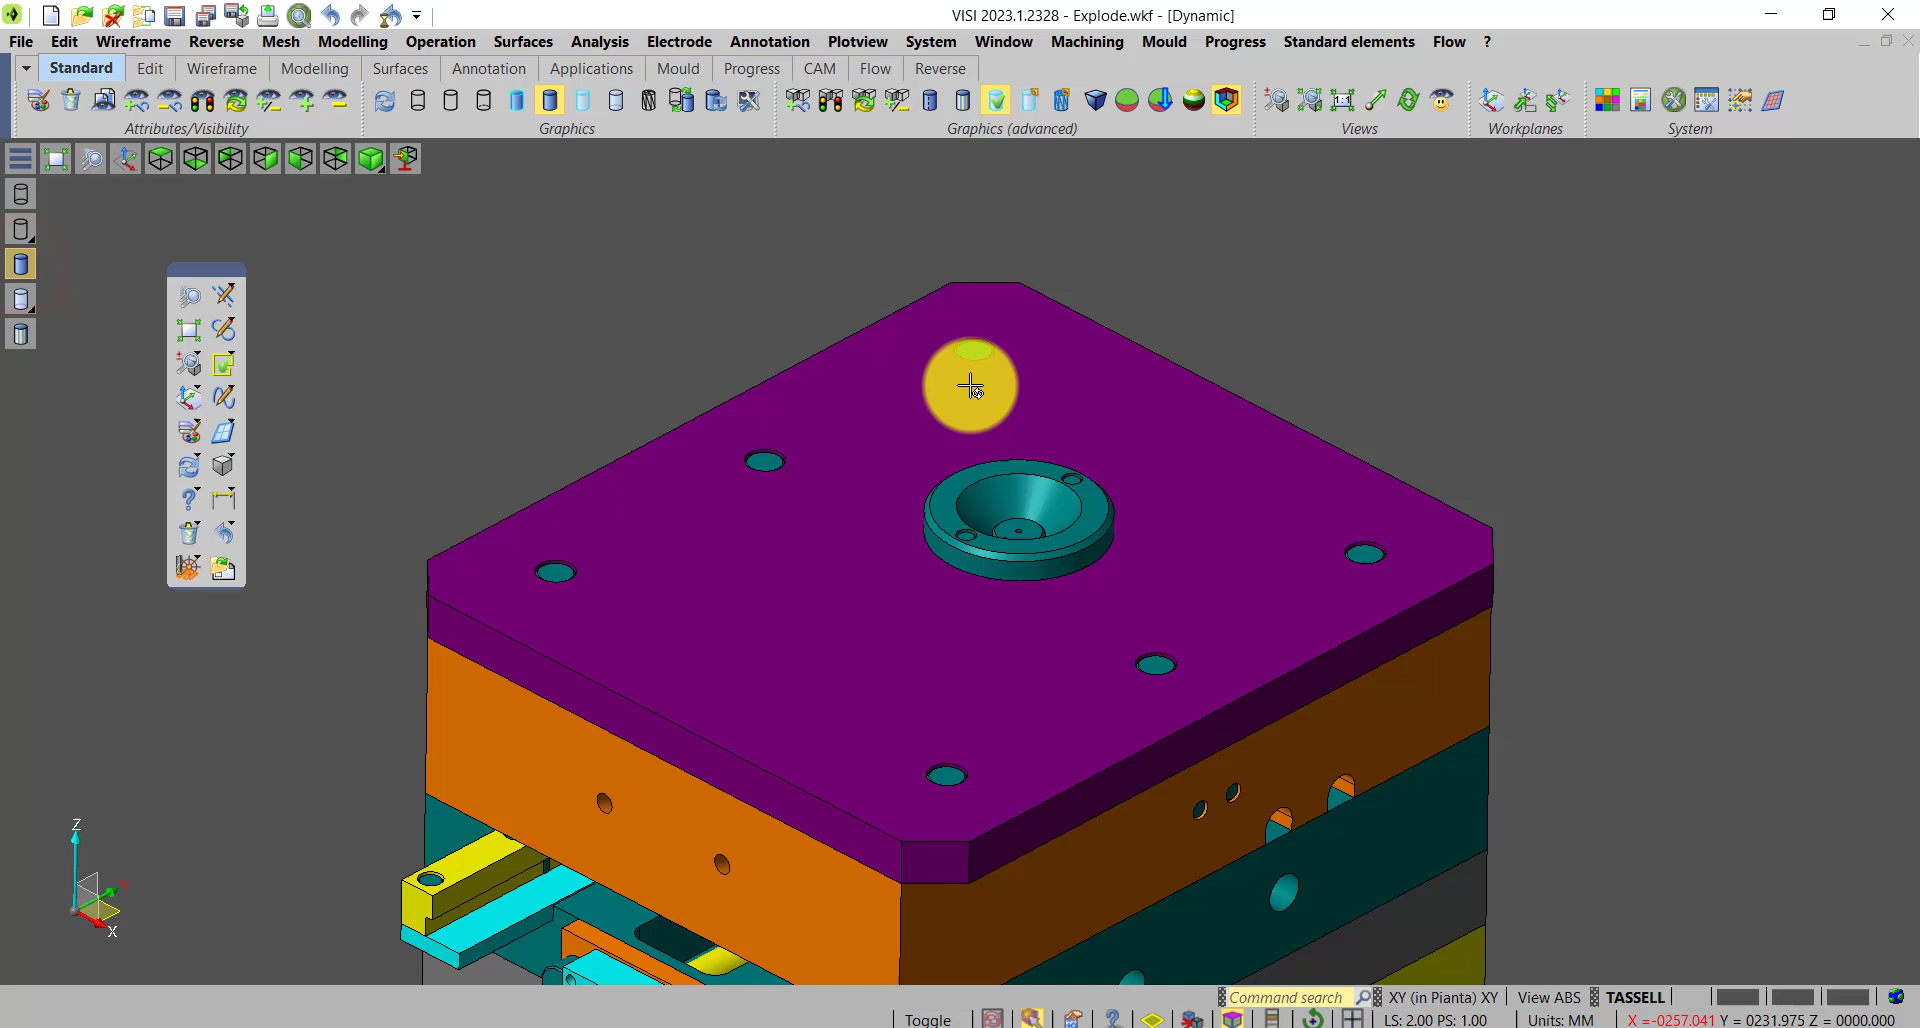 VISI 2023.1.2328 - Explode.wkf - [Dynamic]
File Edit Wireframe Reverse Mesh Modelling Operation Surfaces Analysis Electrode Annotation Plotview System Window Machining Mould Progress Standard elements Flow ?
Standard Edit Wireframe Modelling Surfaces Annotation Applications Mould Progress CAM Flow Reverse
1:1
Attributes/Visibility Graphics Graphics (advanced) Views Workplanes System
Z
Y
X
Command search XY (in Pianta) XY View ABS TASSELL
Toggle LS: 2.00 PS: 1.00 Units: MM X =-0257.041 Y = 0231.975 Z = 0000.000